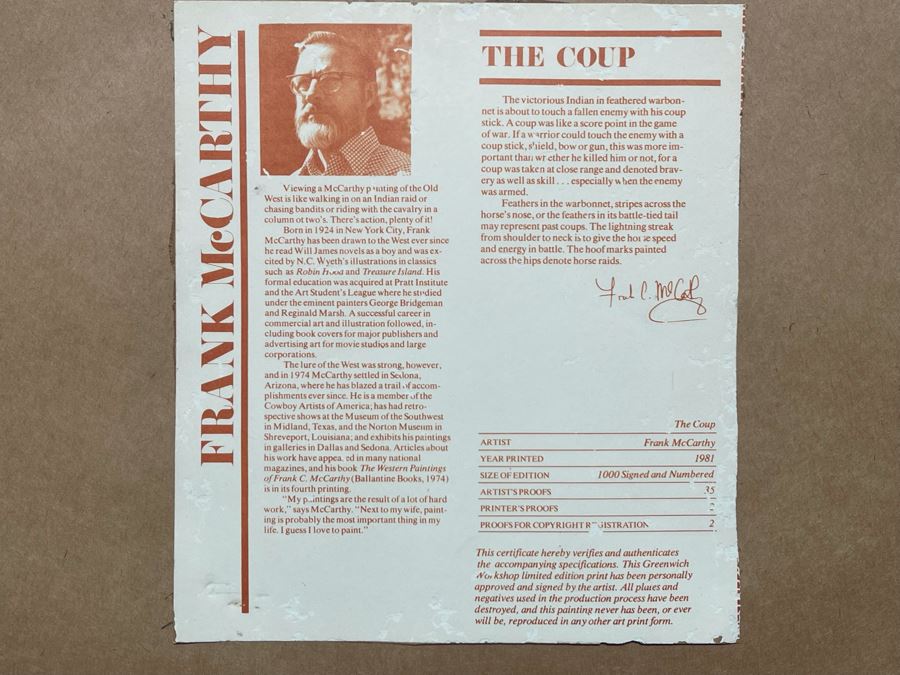 FRANK McCARTHY
Viewing a McCarthy painting of the Old
West is like walking in on an Indian raid or
chasing bandits or riding with the cavalry in a
column ot two's. There's action, plenty of it!
Born in 1924 in New York City, Frank
McCarthy has been drawn to the West ever since
he read Will James novels as a boy and was ex-
cited by N.C. Wyeth's illustrations in classics
such as Robin Hood and Treasure Island. His
formal education was acquired at Pratt Institute
and the Art Student's League where he studied
under the eminent painters George Bridgeman
and Reginald Marsh. A successful career in
commercial art and illustration followed, in-
cluding book covers for major publishers and
advertising art for movie studios and large
corporations.
The lure of the West was strong, however,
and in 1974 McCarthy settled in Sedona,
Arizona, where he has blazed a trail of accom-
plishments ever since. He is a member of the
Cowboy Artists of America; has had retro-
spective shows at the Museum of the Southwest
in Midland, Texas, and the Norton Museum in
Shreveport, Louisiana; and exhibits his paintings
in galleries in Dallas and Sedona. Articles about
his work have appeared in many national
magazines, and his book The Western Paintings
of Frank C. McCarthy (Ballantine Books, 1974)
is in its fourth printing.
"My paintings are the result of a lot of hard
work," says McCarthy. "Next to my wife, paint-
ing is probably the most important thing in my
life. I guess I love to paint."
THE COUP
The victorious Indian in feathered warbon-
net is about to touch a fallen enemy with his coup
stick. A coup was like a score point in the game
of war. If a warrior could touch the enemy with a
coup stick, shield, bow or gun, this was more im-
portant than whether he killed him or not, for a
coup was taken at close range and denoted brav-
ery as well as skill . . . especially when the enemy
was armed.
Feathers in the warbonnet, stripes across the
horse's nose, or the feathers in its battle-tied tail
may represent past coups. The lightning streak
from shoulder to neck is to give the horse speed
and energy in battle. The hoof marks painted
across the hips denote horse raids.
Frank C. McCarthy
The Coup
ARTIST Frank McCarthy
YEAR PRINTED 1981
SIZE OF EDITION 1000 Signed and Numbered
ARTIST'S PROOFS 35
PRINTER'S PROOFS
PROOFS FOR COPYRIGHT REGISTRATION 2
This certificate hereby verifies and authenticates
the accompanying specifications. This Greenwich
Workshop limited edition print has been personally
approved and signed by the artist. All plates and
negatives used in the production process have been
destroyed, and this painting never has been, or ever
will be, reproduced in any other art print form.